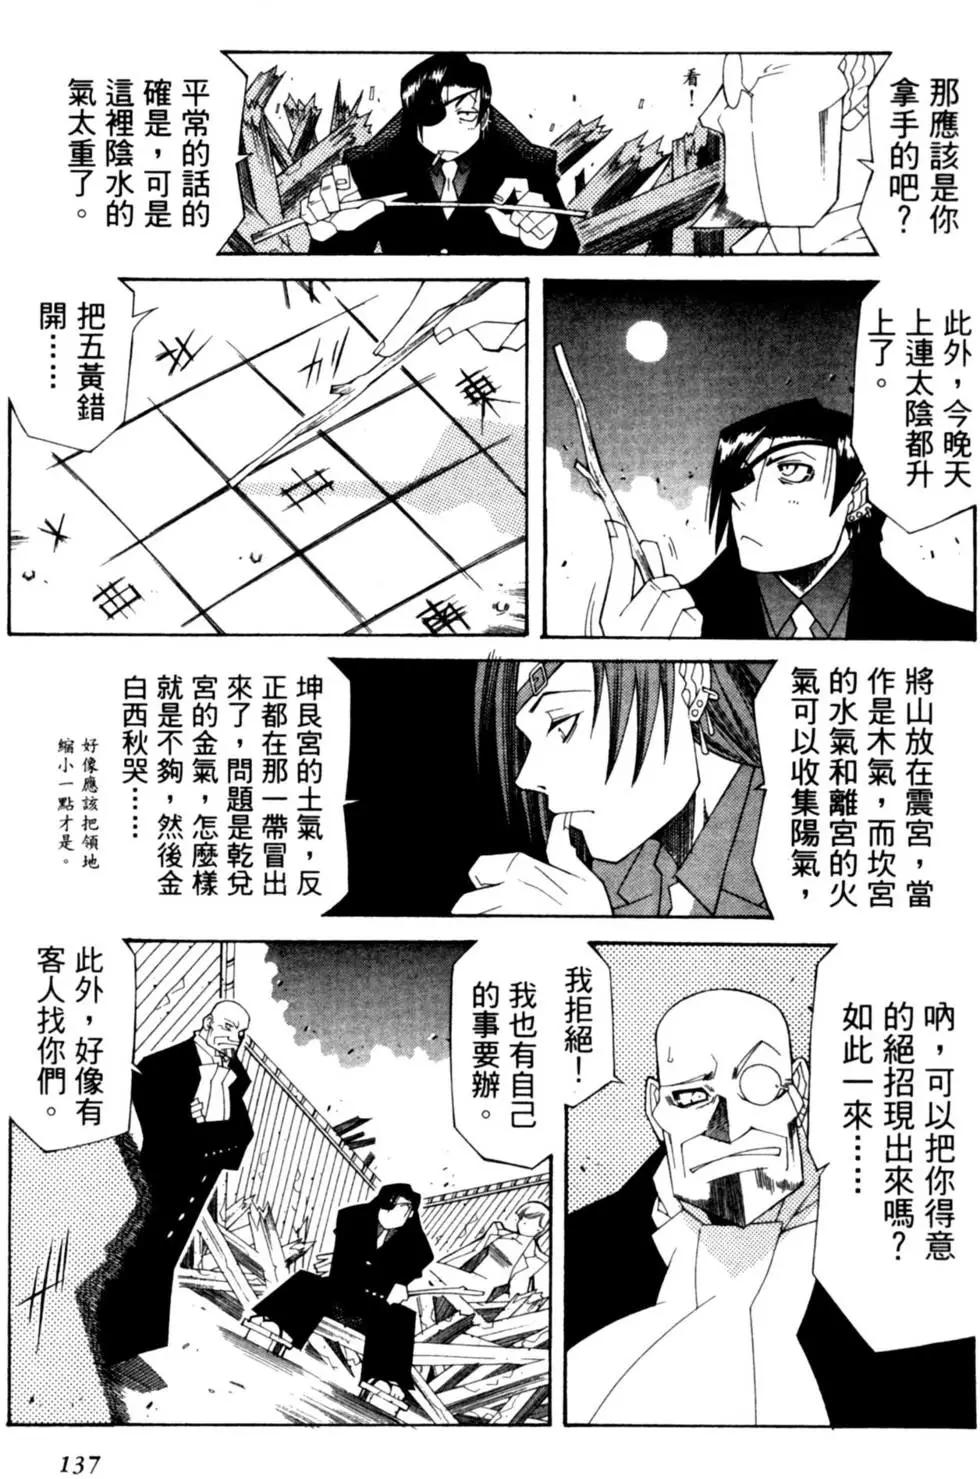 那應該是你
拿手的吧？
看！
平常的話的
確是，可是
這裡陰水的
氣太重了。
此外，今晚天
上連太陰都升
上了。
把五黃錯
開……
將山放在震宮，當
作是木氣，而坎宮
的水氣和離宮的火
氣可以收集陽氣，
坤艮宮的土氣，反
正都在那一帶冒出
來了，問題是乾兌
宮的金氣，怎麼樣
就是不夠，然後金
白西秋哭……
好像應該把領地
縮小一點才是。
吶，可以把你得意
的絕招現出來嗎？
如此一來……
我拒絕！
我也有自己
的事要辦。
此外，好像有
客人找你們。
137